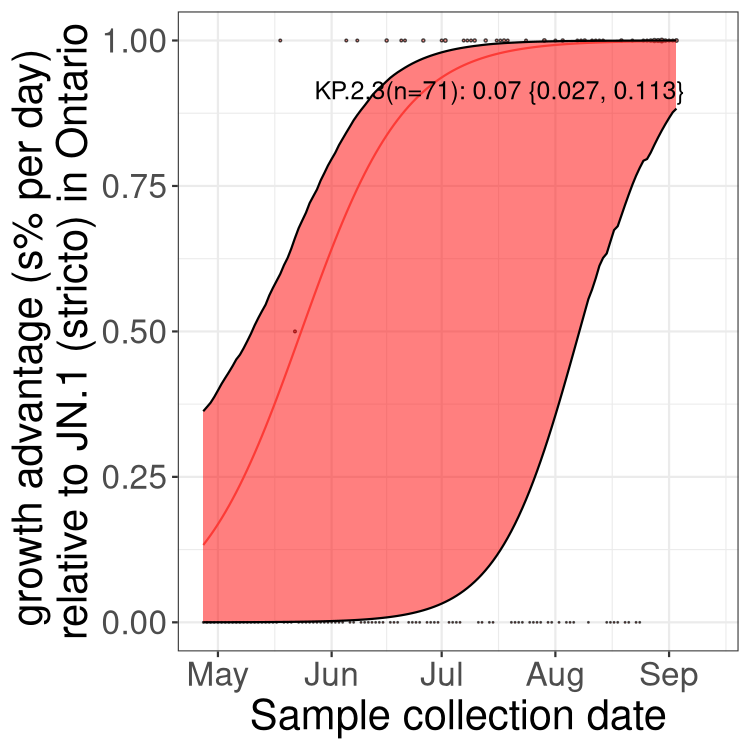 growth advantage (s% per day)
relative to JN.1 (stricto) in Ontario
1.00
0.75
0.50
0.25
0.00
KP.2.3(n=71): 0.07 {0.027, 0.113}
May Jun Jul Aug Sep
Sample collection date